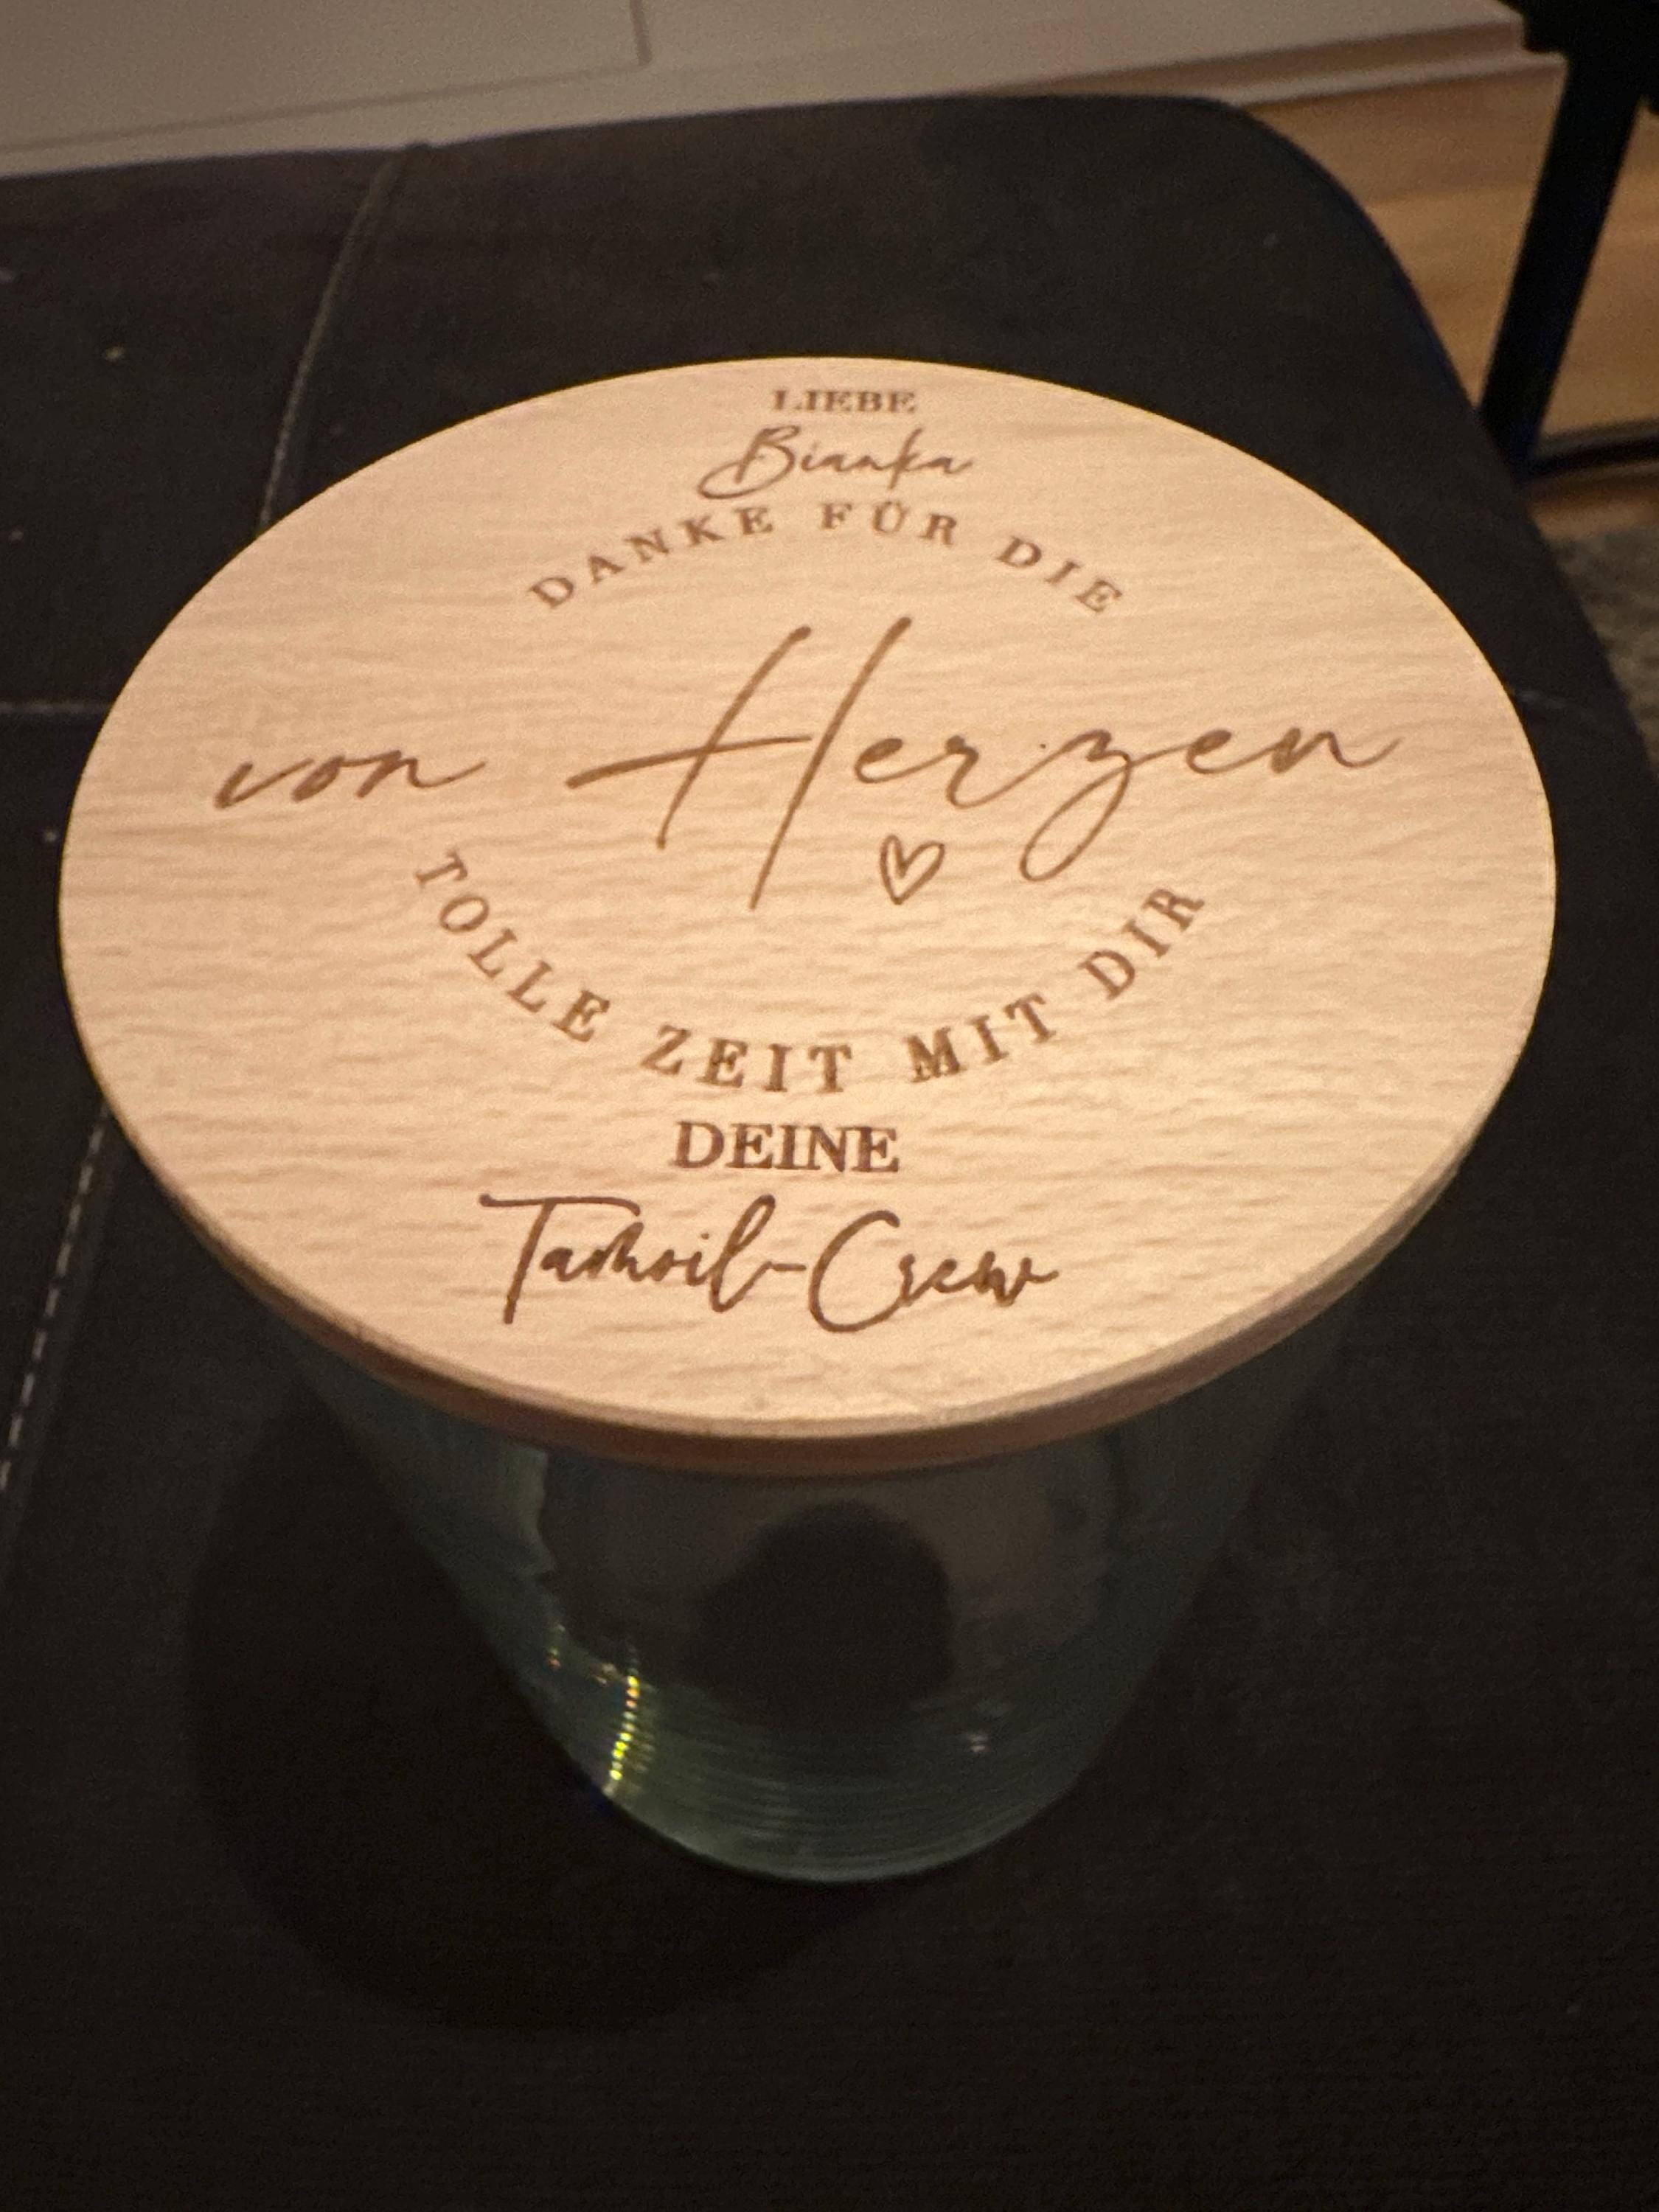 LIEBE
Bianka
DANKE FÜR DIE
von Herzen
TOLLE ZEIT MIT DIR
DEINE
Tamoil-Crew